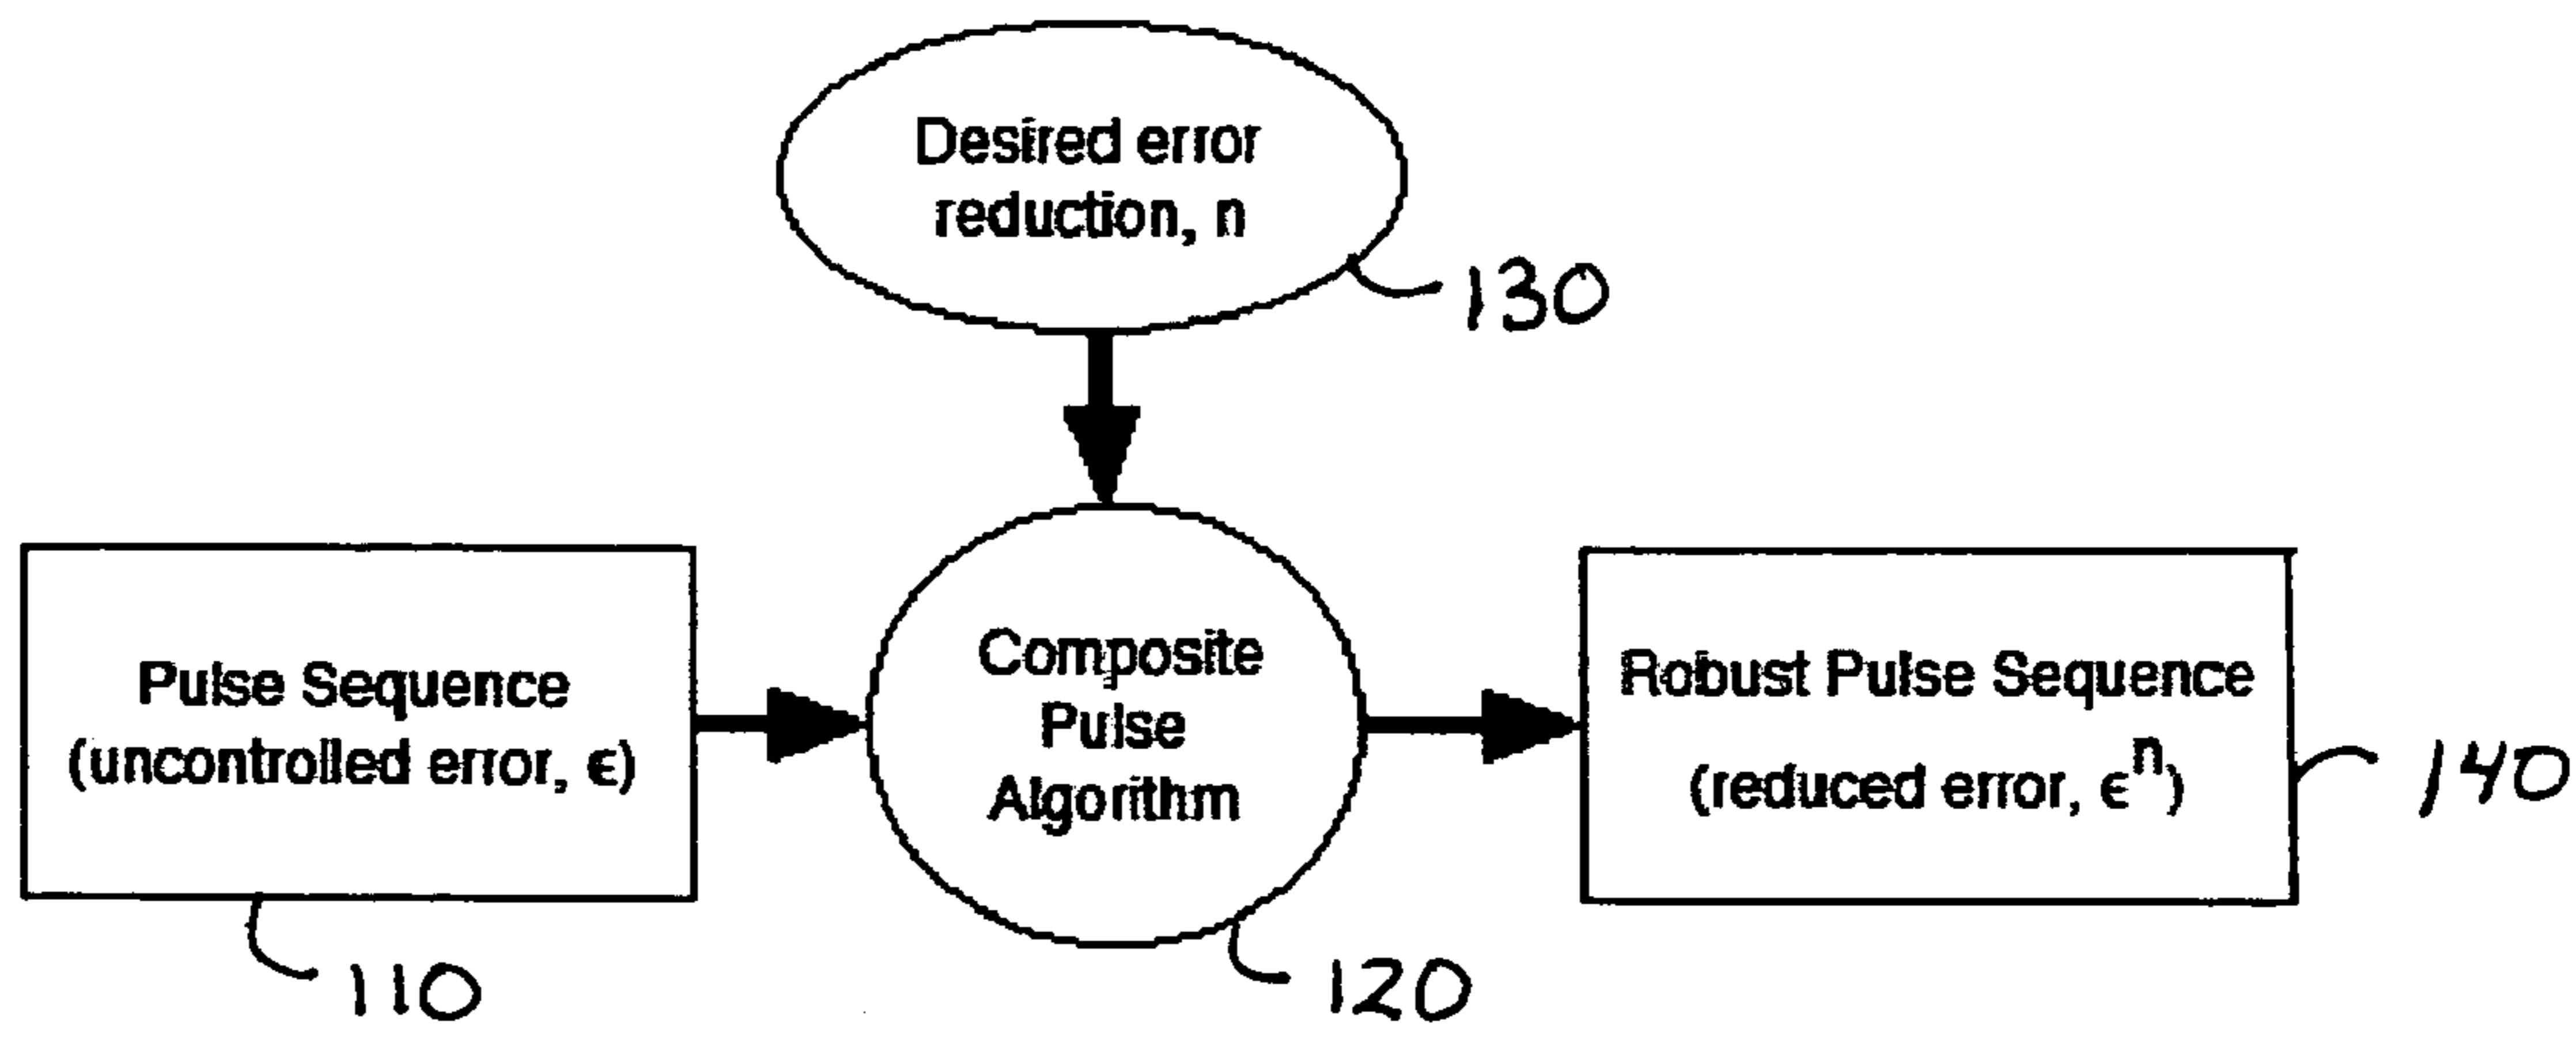 Desired error
reduction, n
130
Pulse Sequence
(uncontrolled error, ϵ)
110
Composite
Pulse
Algorithm
120
Robust Pulse Sequence
(reduced error, ϵⁿ)
140